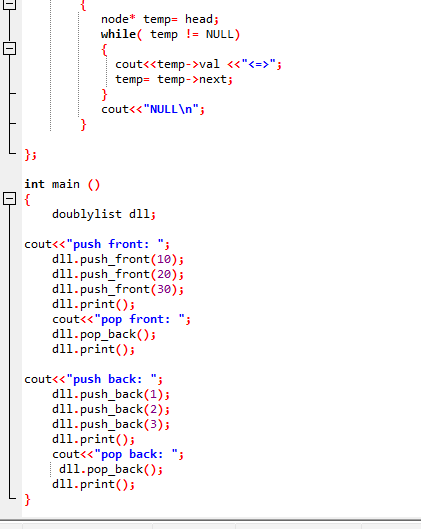 {
node* temp= head;
while( temp != NULL)
{
cout<<temp->val <<"<=>";
temp= temp->next;
}
cout<<"NULL\n";
}
};
int main ()
{
doublylist dll;
cout<<"push front: ";
dll.push_front(10);
dll.push_front(20);
dll.push_front(30);
dll.print();
cout<<"pop front: ";
dll.pop_back();
dll.print();
cout<<"push back: ";
dll.push_back(1);
dll.push_back(2);
dll.push_back(3);
dll.print();
cout<<"pop back: ";
dll.pop_back();
dll.print();
}